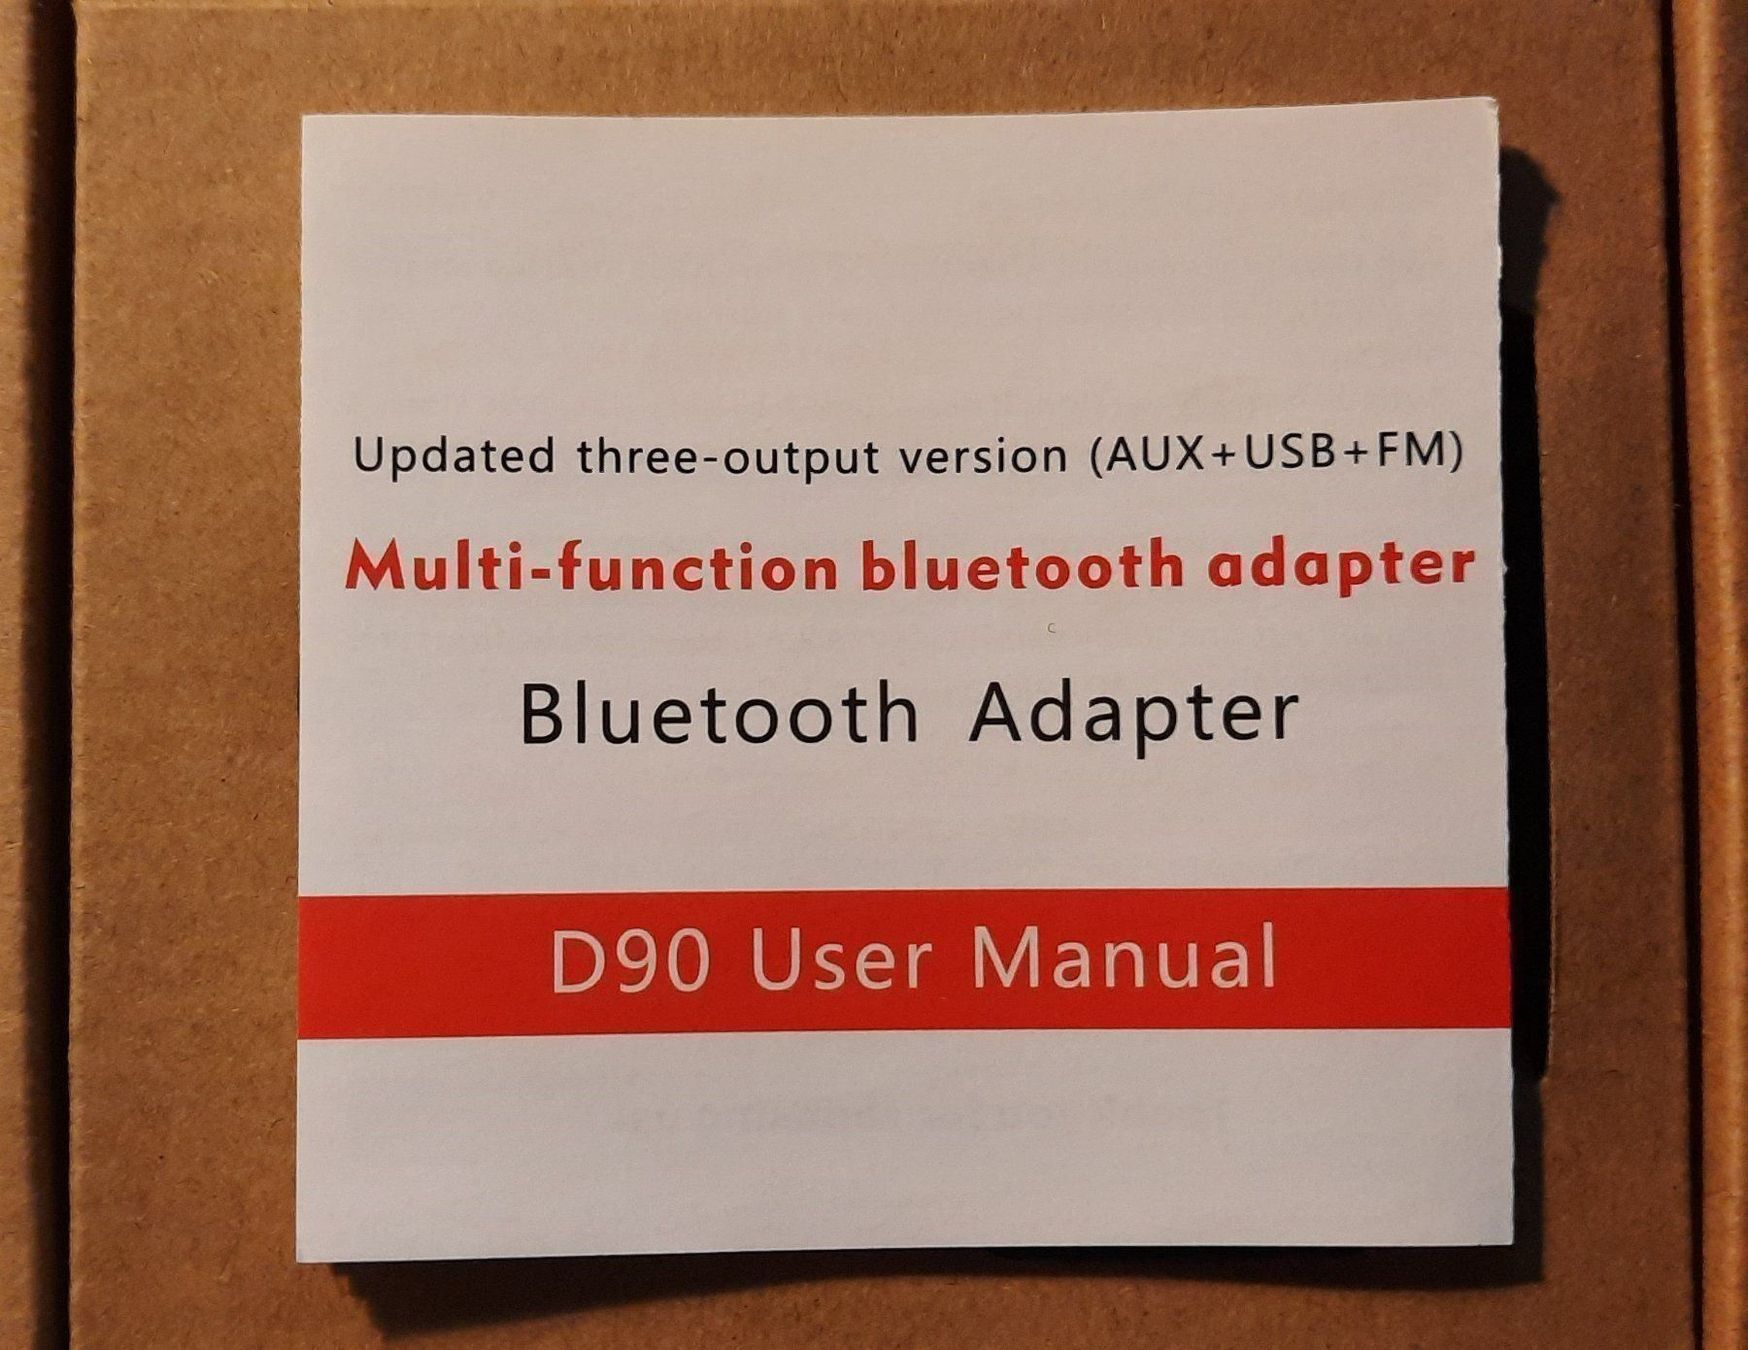 Updated three-output version (AUX+USB+FM)
Multi-function bluetooth adapter
c
Bluetooth Adapter
D90 User Manual